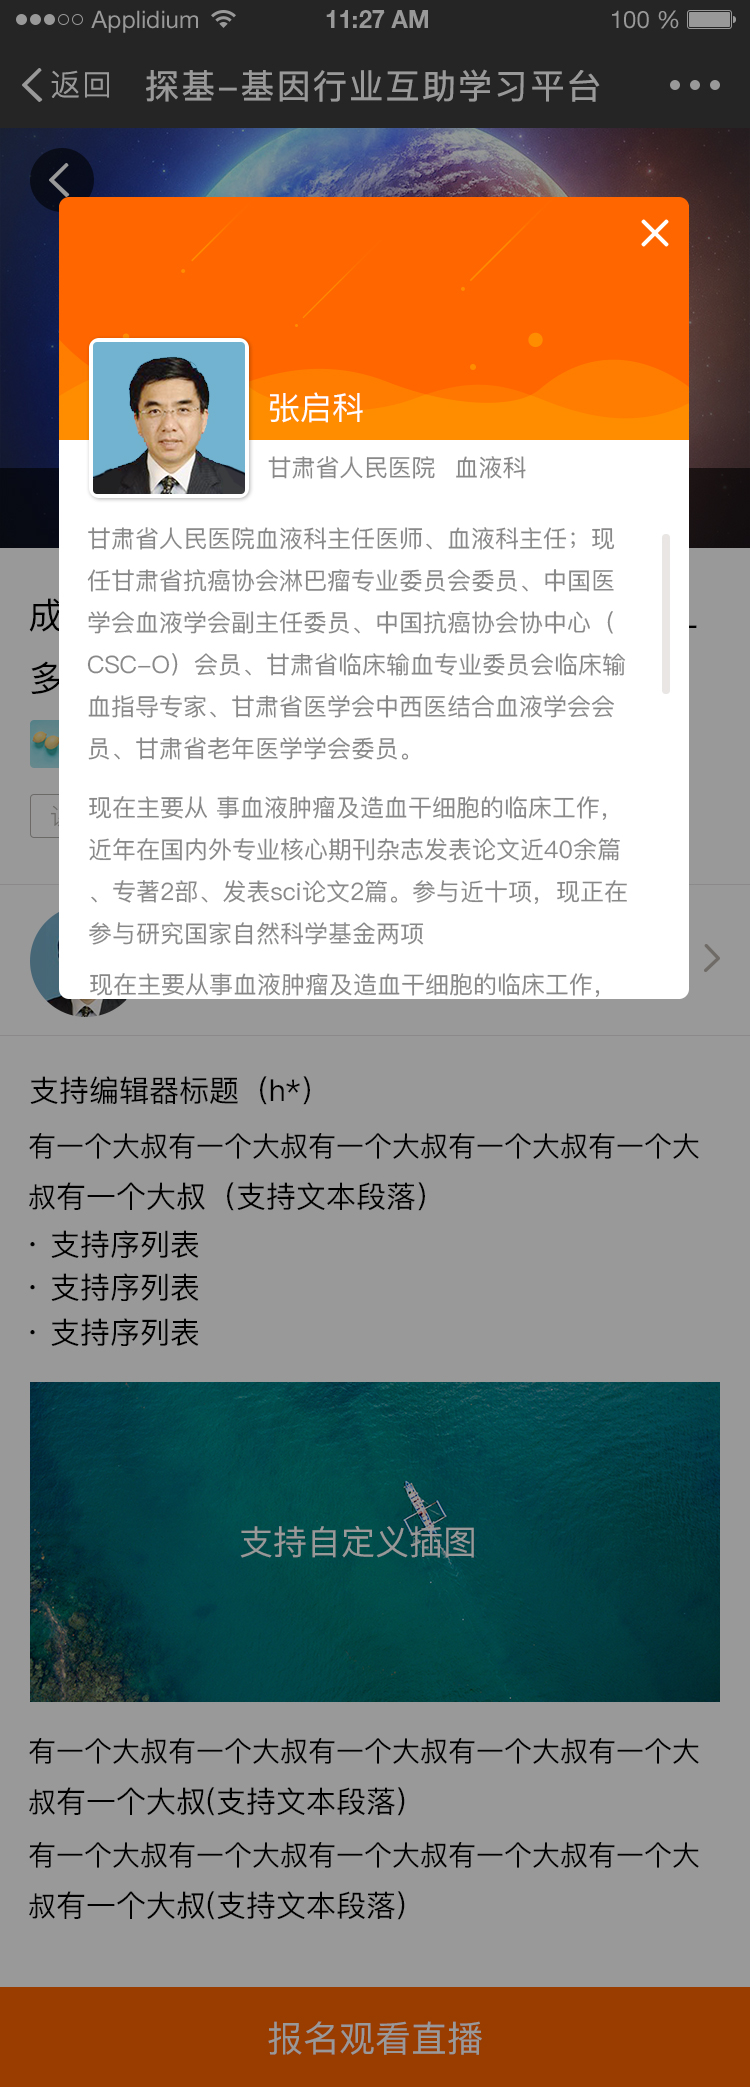 Applidium 11:27 AM 100 %
返回 探基-基因行业互助学习平台
张启科
甘肃省人民医院 血液科
甘肃省人民医院血液科主任医师、血液科主任；现
任甘肃省抗癌协会淋巴瘤专业委员会委员、中国医
学会血液学会副主任委员、中国抗癌协会协中心（
CSC-O）会员、甘肃省临床输血专业委员会临床输
血指导专家、甘肃省医学会中西医结合血液学会会
员、甘肃省老年医学学会委员。
现在主要从 事血液肿瘤及造血干细胞的临床工作，
近年在国内外专业核心期刊杂志发表论文近40余篇
、专著2部、发表sci论文2篇。参与近十项，现正在
参与研究国家自然科学基金两项
现在主要从事血液肿瘤及造血干细胞的临床工作，
成
多
支持编辑器标题（h*）
有一个大叔有一个大叔有一个大叔有一个大叔有一个大
叔有一个大叔（支持文本段落）
· 支持序列表
· 支持序列表
· 支持序列表
支持自定义插图
有一个大叔有一个大叔有一个大叔有一个大叔有一个大
叔有一个大叔(支持文本段落)
有一个大叔有一个大叔有一个大叔有一个大叔有一个大
叔有一个大叔(支持文本段落)
报名观看直播